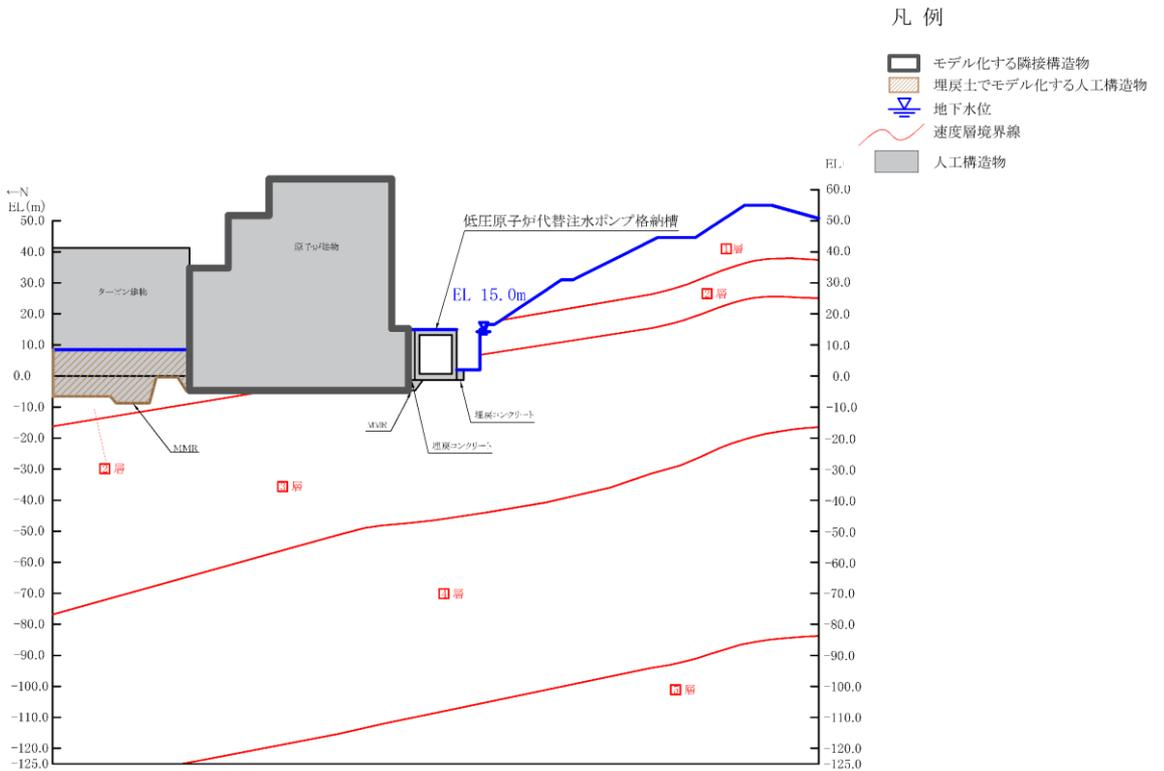 凡 例
モデル化する隣接構造物
埋戻土でモデル化する人工構造物
地下水位
速度層境界線
人工構造物
←N
EL(m)
EL(
50.0
40.0
30.0
20.0
10.0
0.0
-10.0
-20.0
-30.0
-40.0
-50.0
-60.0
-70.0
-80.0
-90.0
-100.0
-110.0
-120.0
-125.0
60.0
50.0
40.0
30.0
20.0
10.0
0.0
-10.0
-20.0
-30.0
-40.0
-50.0
-60.0
-70.0
-80.0
-90.0
-100.0
-110.0
-120.0
-125.0
低圧原子炉代替注水ポンプ格納槽
EL 15.0m
原子炉建物
タービン建物
MMR
MMR
埋戻コンクリート
埋戻コンクリート
1層
2層
2層
3層
4層
5層